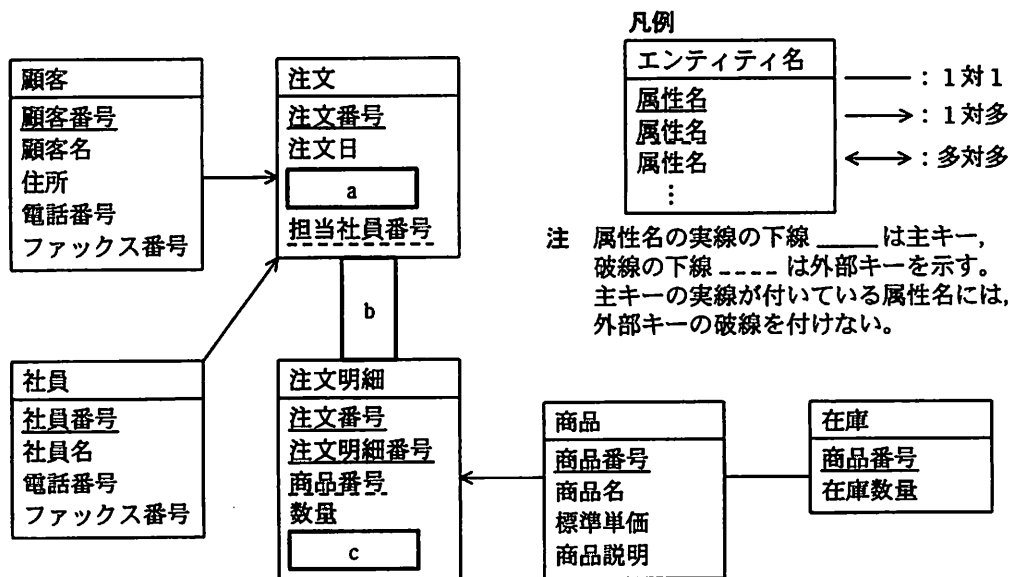 凡例
エンティティ名
属性名
属性名
属性名
⋮
———：1対1
——→：1対多
←—→：多対多
注 属性名の実線の下線____は主キー，
破線の下線----は外部キーを示す。
主キーの実線が付いている属性名には，
外部キーの破線を付けない。
顧客
顧客番号
顧客名
住所
電話番号
ファックス番号
注文
注文番号
注文日
a
担当社員番号
b
社員
社員番号
社員名
電話番号
ファックス番号
注文明細
注文番号
注文明細番号
商品番号
数量
c
商品
商品番号
商品名
標準単価
商品説明
在庫
商品番号
在庫数量